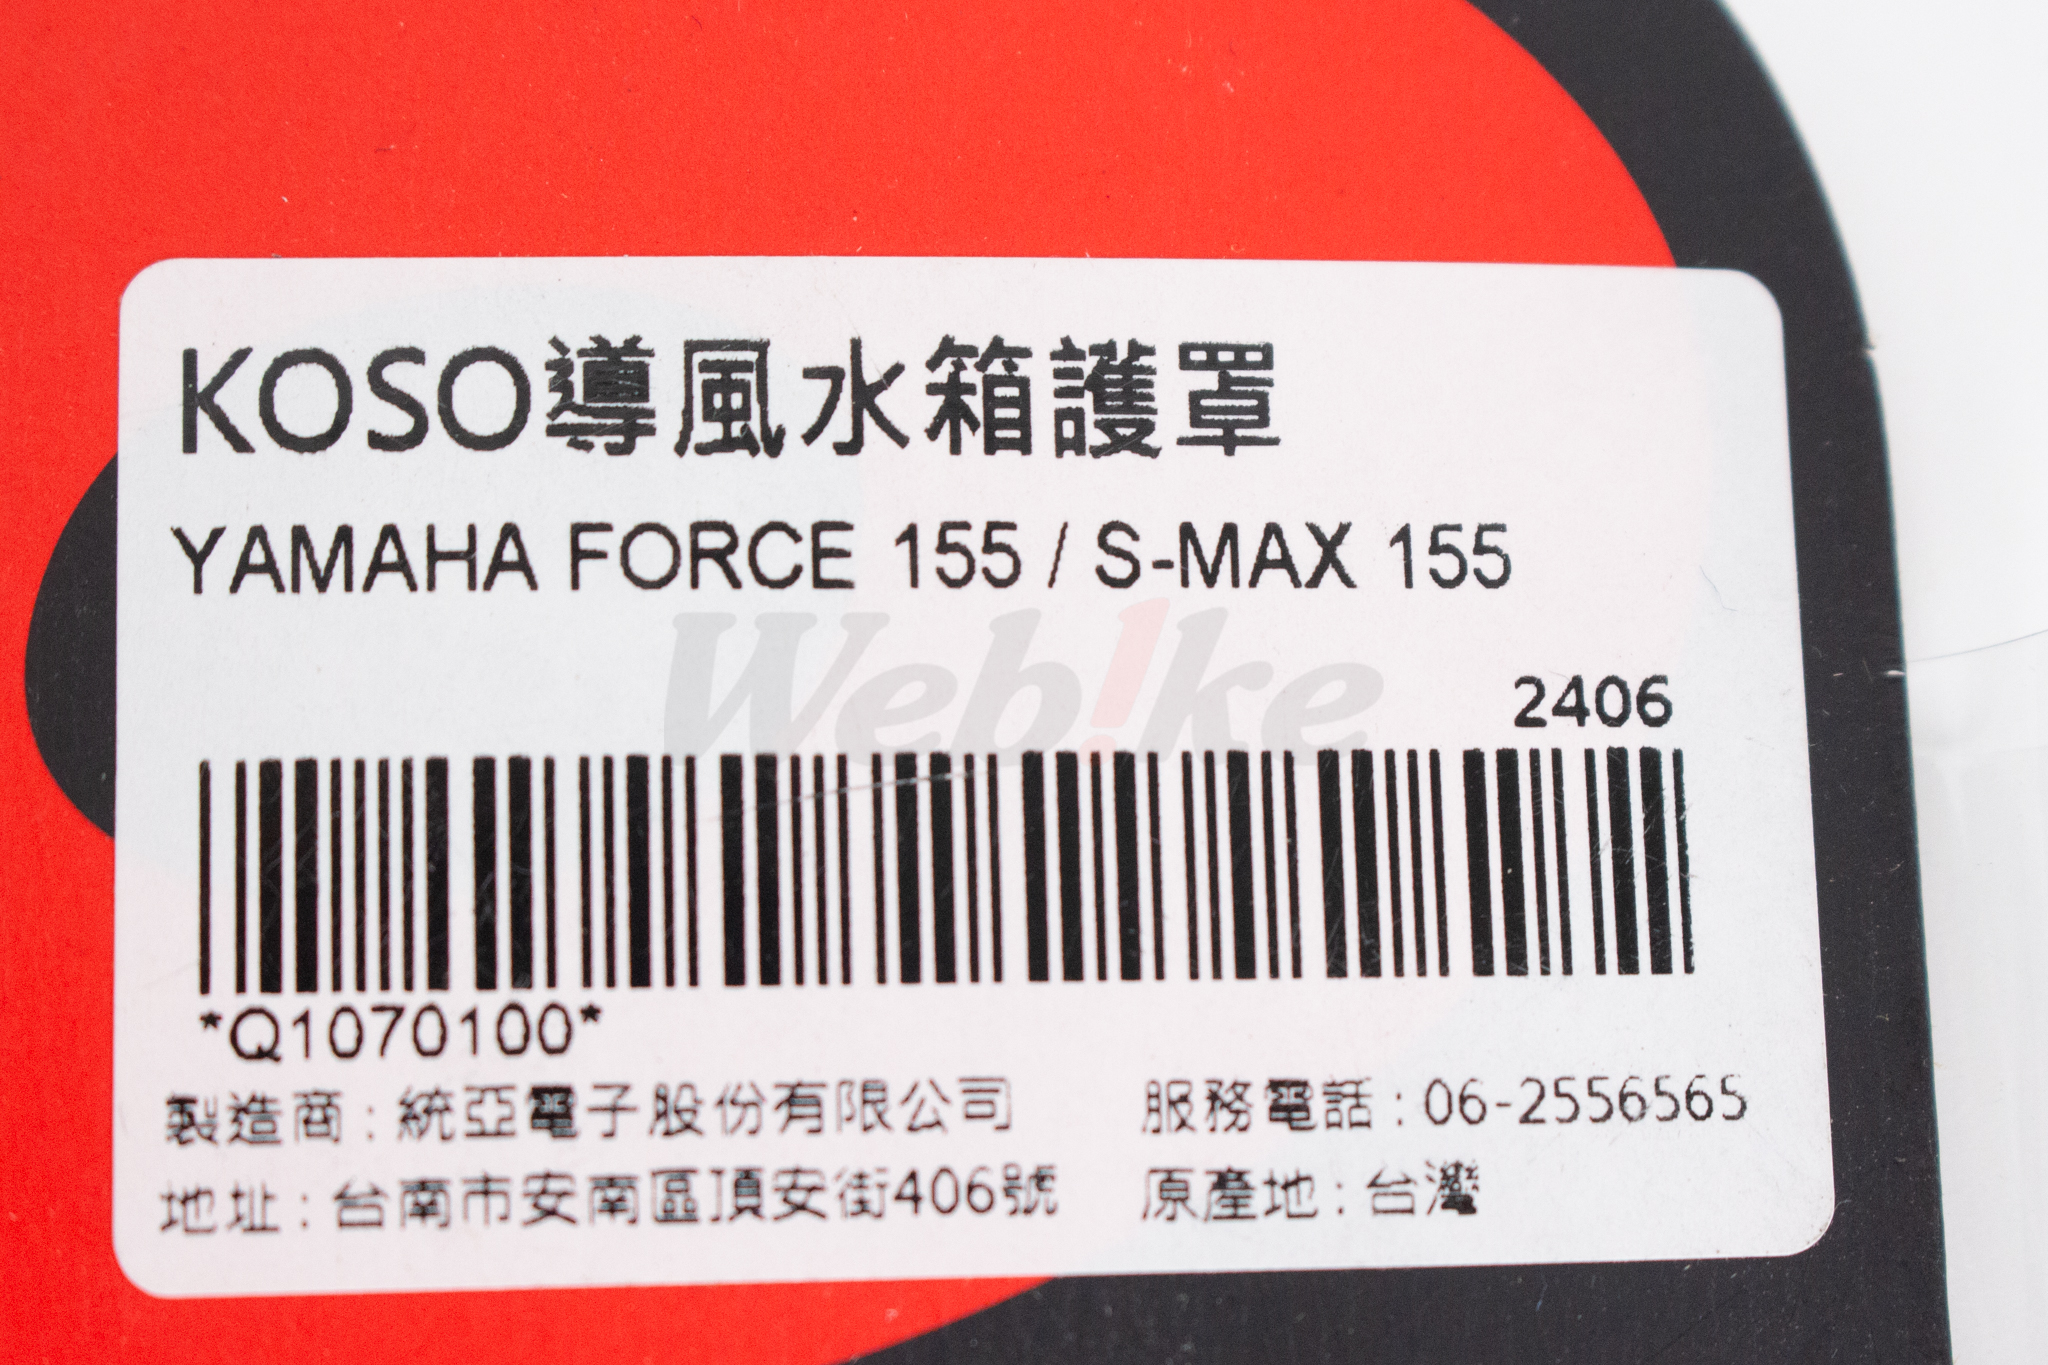 KOSO導風水箱護罩
YAMAHA FORCE 155 / S-MAX 155
Web!ke
2406
*Q1070100*
製造商:統亞電子股份有限公司 服務電話:06-2556565
地址:台南市安南區頂安街406號 原產地:台灣